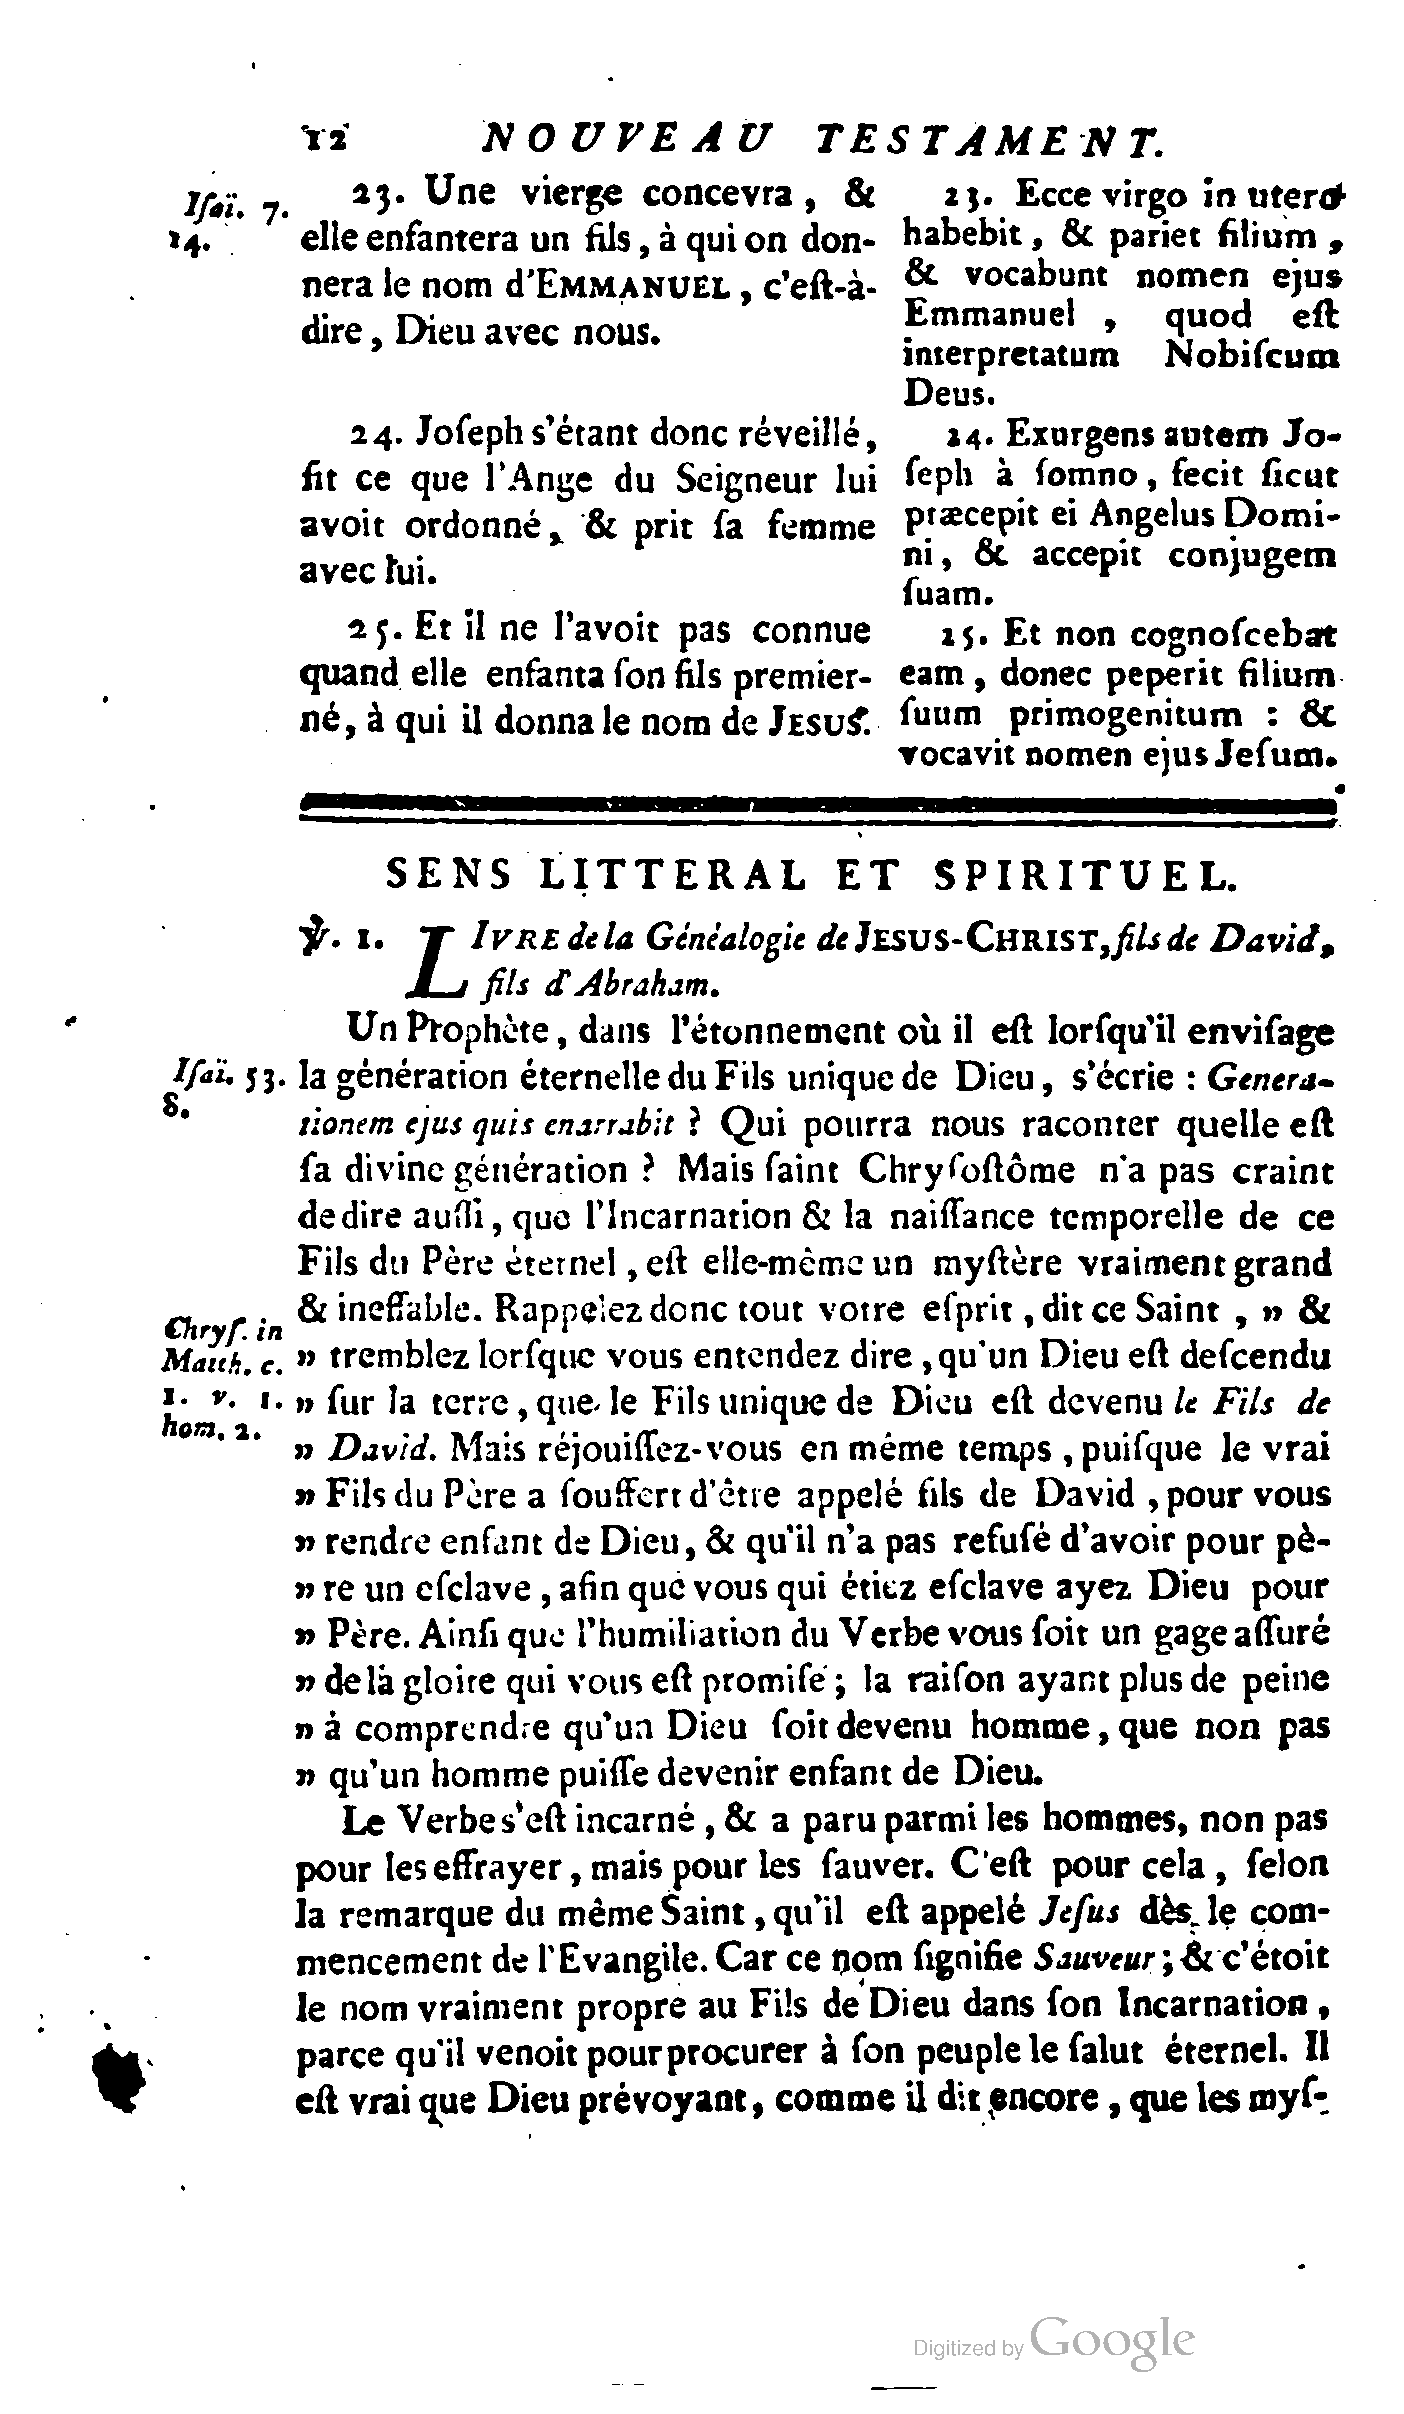 12 NOUVEAU TESTAMENT.
Iſaï. 7.
14.
23. Une vierge concevra, &
elle enfantera un fils, à qui on don-
nera le nom d'EMMANUEL, c'eſt-à-
dire, Dieu avec nous.
24. Joſeph s'étant donc réveillé,
fit ce que l'Ange du Seigneur lui
avoit ordonné, & prit ſa femme
avec lui.
25. Et il ne l'avoit pas connue
quand elle enfanta ſon fils premier-
né, à qui il donna le nom de JESUS.
23. Ecce virgo in utero
habebit, & pariet filium,
& vocabunt nomen ejus
Emmanuel, quod eſt
interpretatum Nobiſcum
Deus.
24. Exurgens autem Jo-
ſeph à ſomno, fecit ſicut
præcepit ei Angelus Domi-
ni, & accepit conjugem
ſuam.
25. Et non cognoſcebat
eam, donec peperit filium
ſuum primogenitum : &
vocavit nomen ejus Jeſum.
SENS LITTERAL ET SPIRITUEL.
℣. 1. LIVRE de la Généalogie de JESUS-CHRIST, fils de David,
fils d'Abraham.
Un Prophète, dans l'étonnement où il eſt lorſqu'il enviſage
Iſaï. 53. la génération éternelle du Fils unique de Dieu, s'écrie : Genera-
8.
tionem ejus quis enarrabit ? Qui pourra nous raconter quelle eſt
ſa divine génération ? Mais ſaint Chryſoſtôme n'a pas craint
de dire auſſi, que l'Incarnation & la naiſſance temporelle de ce
Fils du Père éternel, eſt elle-même un myſtère vraiment grand
& ineffable. Rappelez donc tout votre eſprit, dit ce Saint, » &
Chryſ. in
Matth. c.
1. v. 1.
hom. 2.
» tremblez lorſque vous entendez dire, qu'un Dieu eſt deſcendu
» ſur la terre, que le Fils unique de Dieu eſt devenu le Fils de
» David. Mais réjouiſſez-vous en même temps, puiſque le vrai
» Fils du Père a ſouffert d'être appelé fils de David, pour vous
» rendre enfant de Dieu, & qu'il n'a pas refuſé d'avoir pour pè-
» re un eſclave, afin que vous qui étiez eſclave ayez Dieu pour
» Père. Ainſi que l'humiliation du Verbe vous ſoit un gage aſſuré
» de la gloire qui vous eſt promiſe ; la raiſon ayant plus de peine
» à comprendre qu'un Dieu ſoit devenu homme, que non pas
» qu'un homme puiſſe devenir enfant de Dieu.
Le Verbe s'eſt incarné, & a paru parmi les hommes, non pas
pour les effrayer, mais pour les ſauver. C'eſt pour cela, ſelon
la remarque du même Saint, qu'il eſt appelé Jeſus dès le com-
mencement de l'Evangile. Car ce nom ſignifie Sauveur ; & c'étoit
le nom vraiment propre au Fils de Dieu dans ſon Incarnation,
parce qu'il venoit pour procurer à ſon peuple le ſalut éternel. Il
eſt vrai que Dieu prévoyant, comme il dit encore, que les myſ-
Digitized by Google